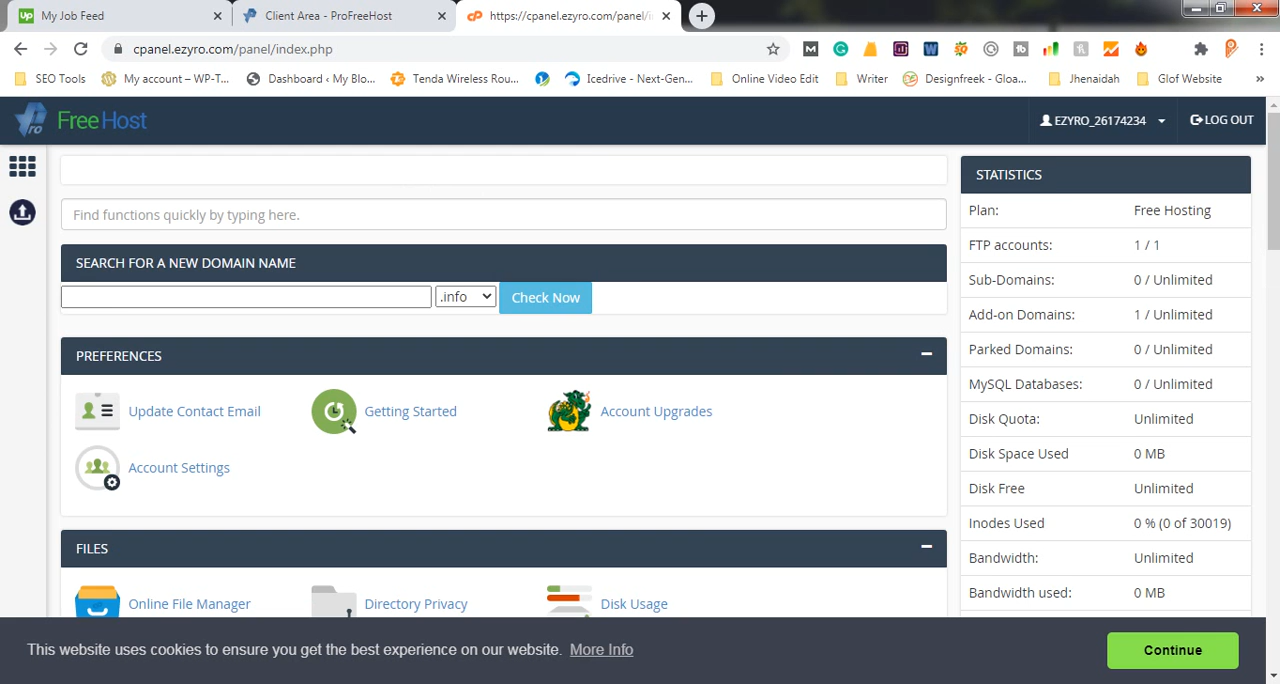 My Job Feed
Client Area - ProFreeHost
https://cpanel.ezyro.com/panel/i
cpanel.ezyro.com/panel/index.php
SEO Tools
My account – WP-T...
Dashboard ‹ My Blo...
Tenda Wireless Rou...
Icedrive - Next-Gen...
Online Video Edit
Writer
Designfreek - Gloa...
Jhenadah
Glof Website
»
Pro FreeHost
EZYRO_26174234
LOG OUT
Find functions quickly by typing here.
SEARCH FOR A NEW DOMAIN NAME
.info
Check Now
PREFERENCES
Update Contact Email
Getting Started
Account Upgrades
Account Settings
FILES
Online File Manager
Directory Privacy
Disk Usage
STATISTICS
Plan: Free Hosting
FTP accounts: 1 / 1
Sub-Domains: 0 / Unlimited
Add-on Domains: 1 / Unlimited
Parked Domains: 0 / Unlimited
MySQL Databases: 0 / Unlimited
Disk Quota: Unlimited
Disk Space Used 0 MB
Disk Free Unlimited
Inodes Used 0 % (0 of 30019)
Bandwidth: Unlimited
Bandwidth used: 0 MB
This website uses cookies to ensure you get the best experience on our website. More Info
Continue